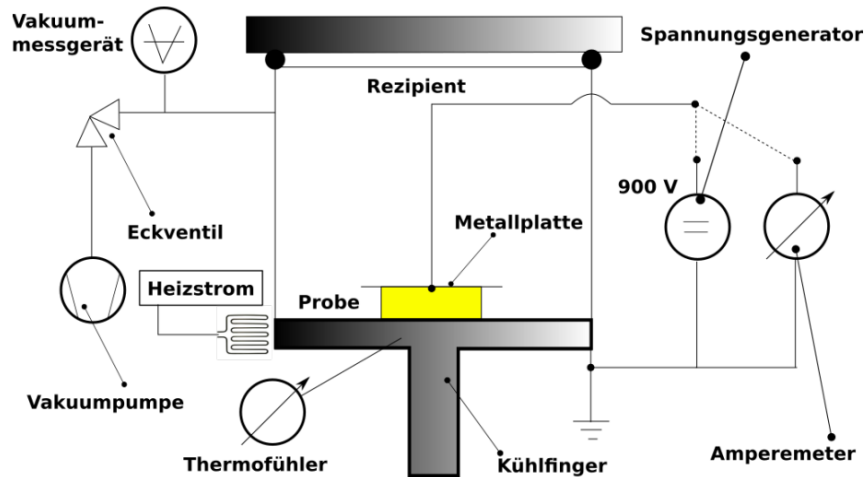 Vakuum-
messgerät
Spannungsgenerator
Rezipient
900 V
Eckventil
Metallplatte
Heizstrom
Probe
Vakuumpumpe
Thermofühler
Kühlfinger
Amperemeter